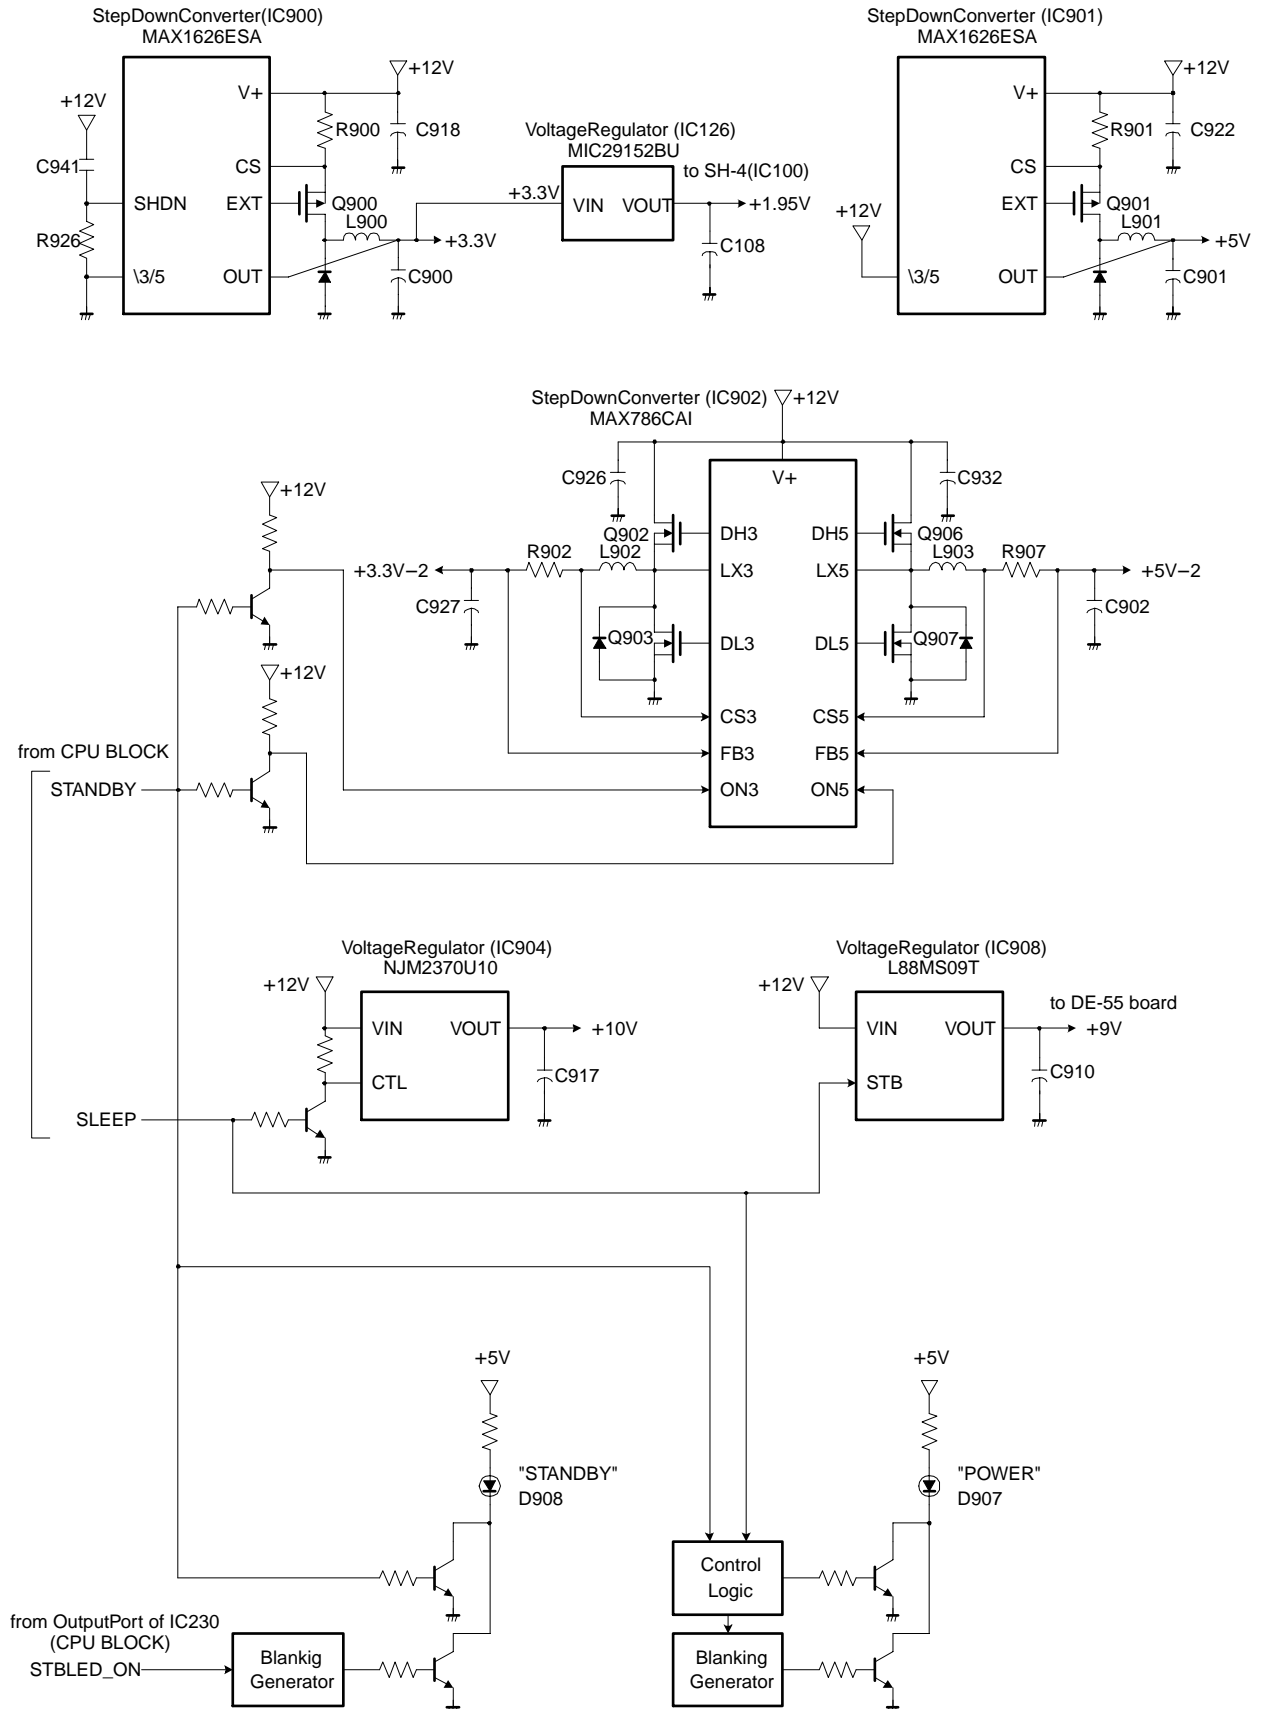 StepDownConverter(IC900)
MAX1626ESA
+12V
V+
+12V
R900
C918
C941
CS
SHDN
EXT
Q900
L900
R926
+3.3V
\3/5
OUT
C900
VoltageRegulator (IC126)
MIC29152BU
to SH-4(IC100)
+3.3V
VIN
VOUT
+1.95V
C108
StepDownConverter (IC901)
MAX1626ESA
+12V
V+
R901
C922
CS
EXT
Q901
+12V
L901
+5V
\3/5
OUT
C901
StepDownConverter (IC902)
MAX786CAI
+12V
V+
C926
C932
+12V
Q902
DH3
DH5
Q906
R902
L902
L903
R907
+3.3V–2
LX3
LX5
+5V–2
C927
C902
Q903
DL3
DL5
Q907
+12V
CS3
CS5
from CPU BLOCK
FB3
FB5
STANDBY
ON3
ON5
VoltageRegulator (IC904)
NJM2370U10
+12V
VIN
VOUT
+10V
CTL
C917
SLEEP
VoltageRegulator (IC908)
L88MS09T
+12V
to DE-55 board
VIN
VOUT
+9V
STB
C910
+5V
+5V
"STANDBY"
D908
"POWER"
D907
Control
Logic
from OutputPort of IC230
(CPU BLOCK)
STBLED_ON
Blankig
Generator
Blanking
Generator